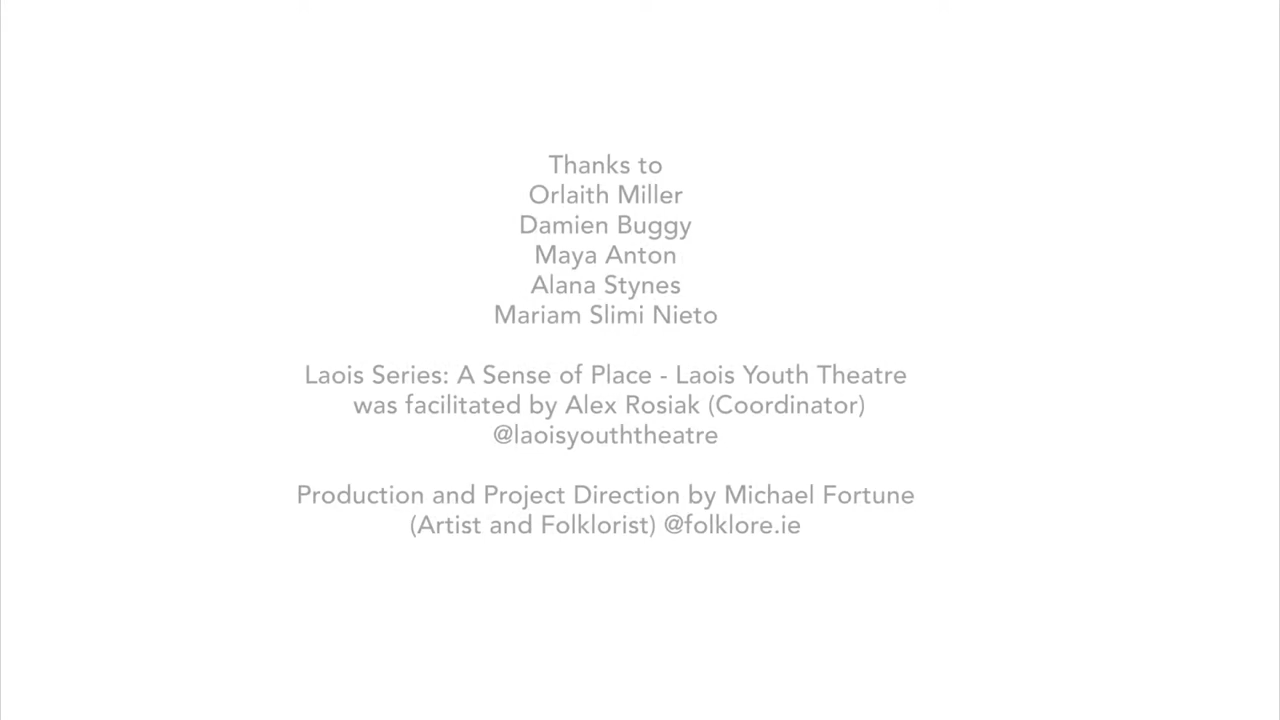 Thanks to
Orlaith Miller
Damien Buggy
Maya Anton
Alana Stynes
Mariam Slimi Nieto
Laois Series: A Sense of Place - Laois Youth Theatre
was facilitated by Alex Rosiak (Coordinator)
@laoisyouththeatre
Production and Project Direction by Michael Fortune
(Artist and Folklorist) @folklore.ie